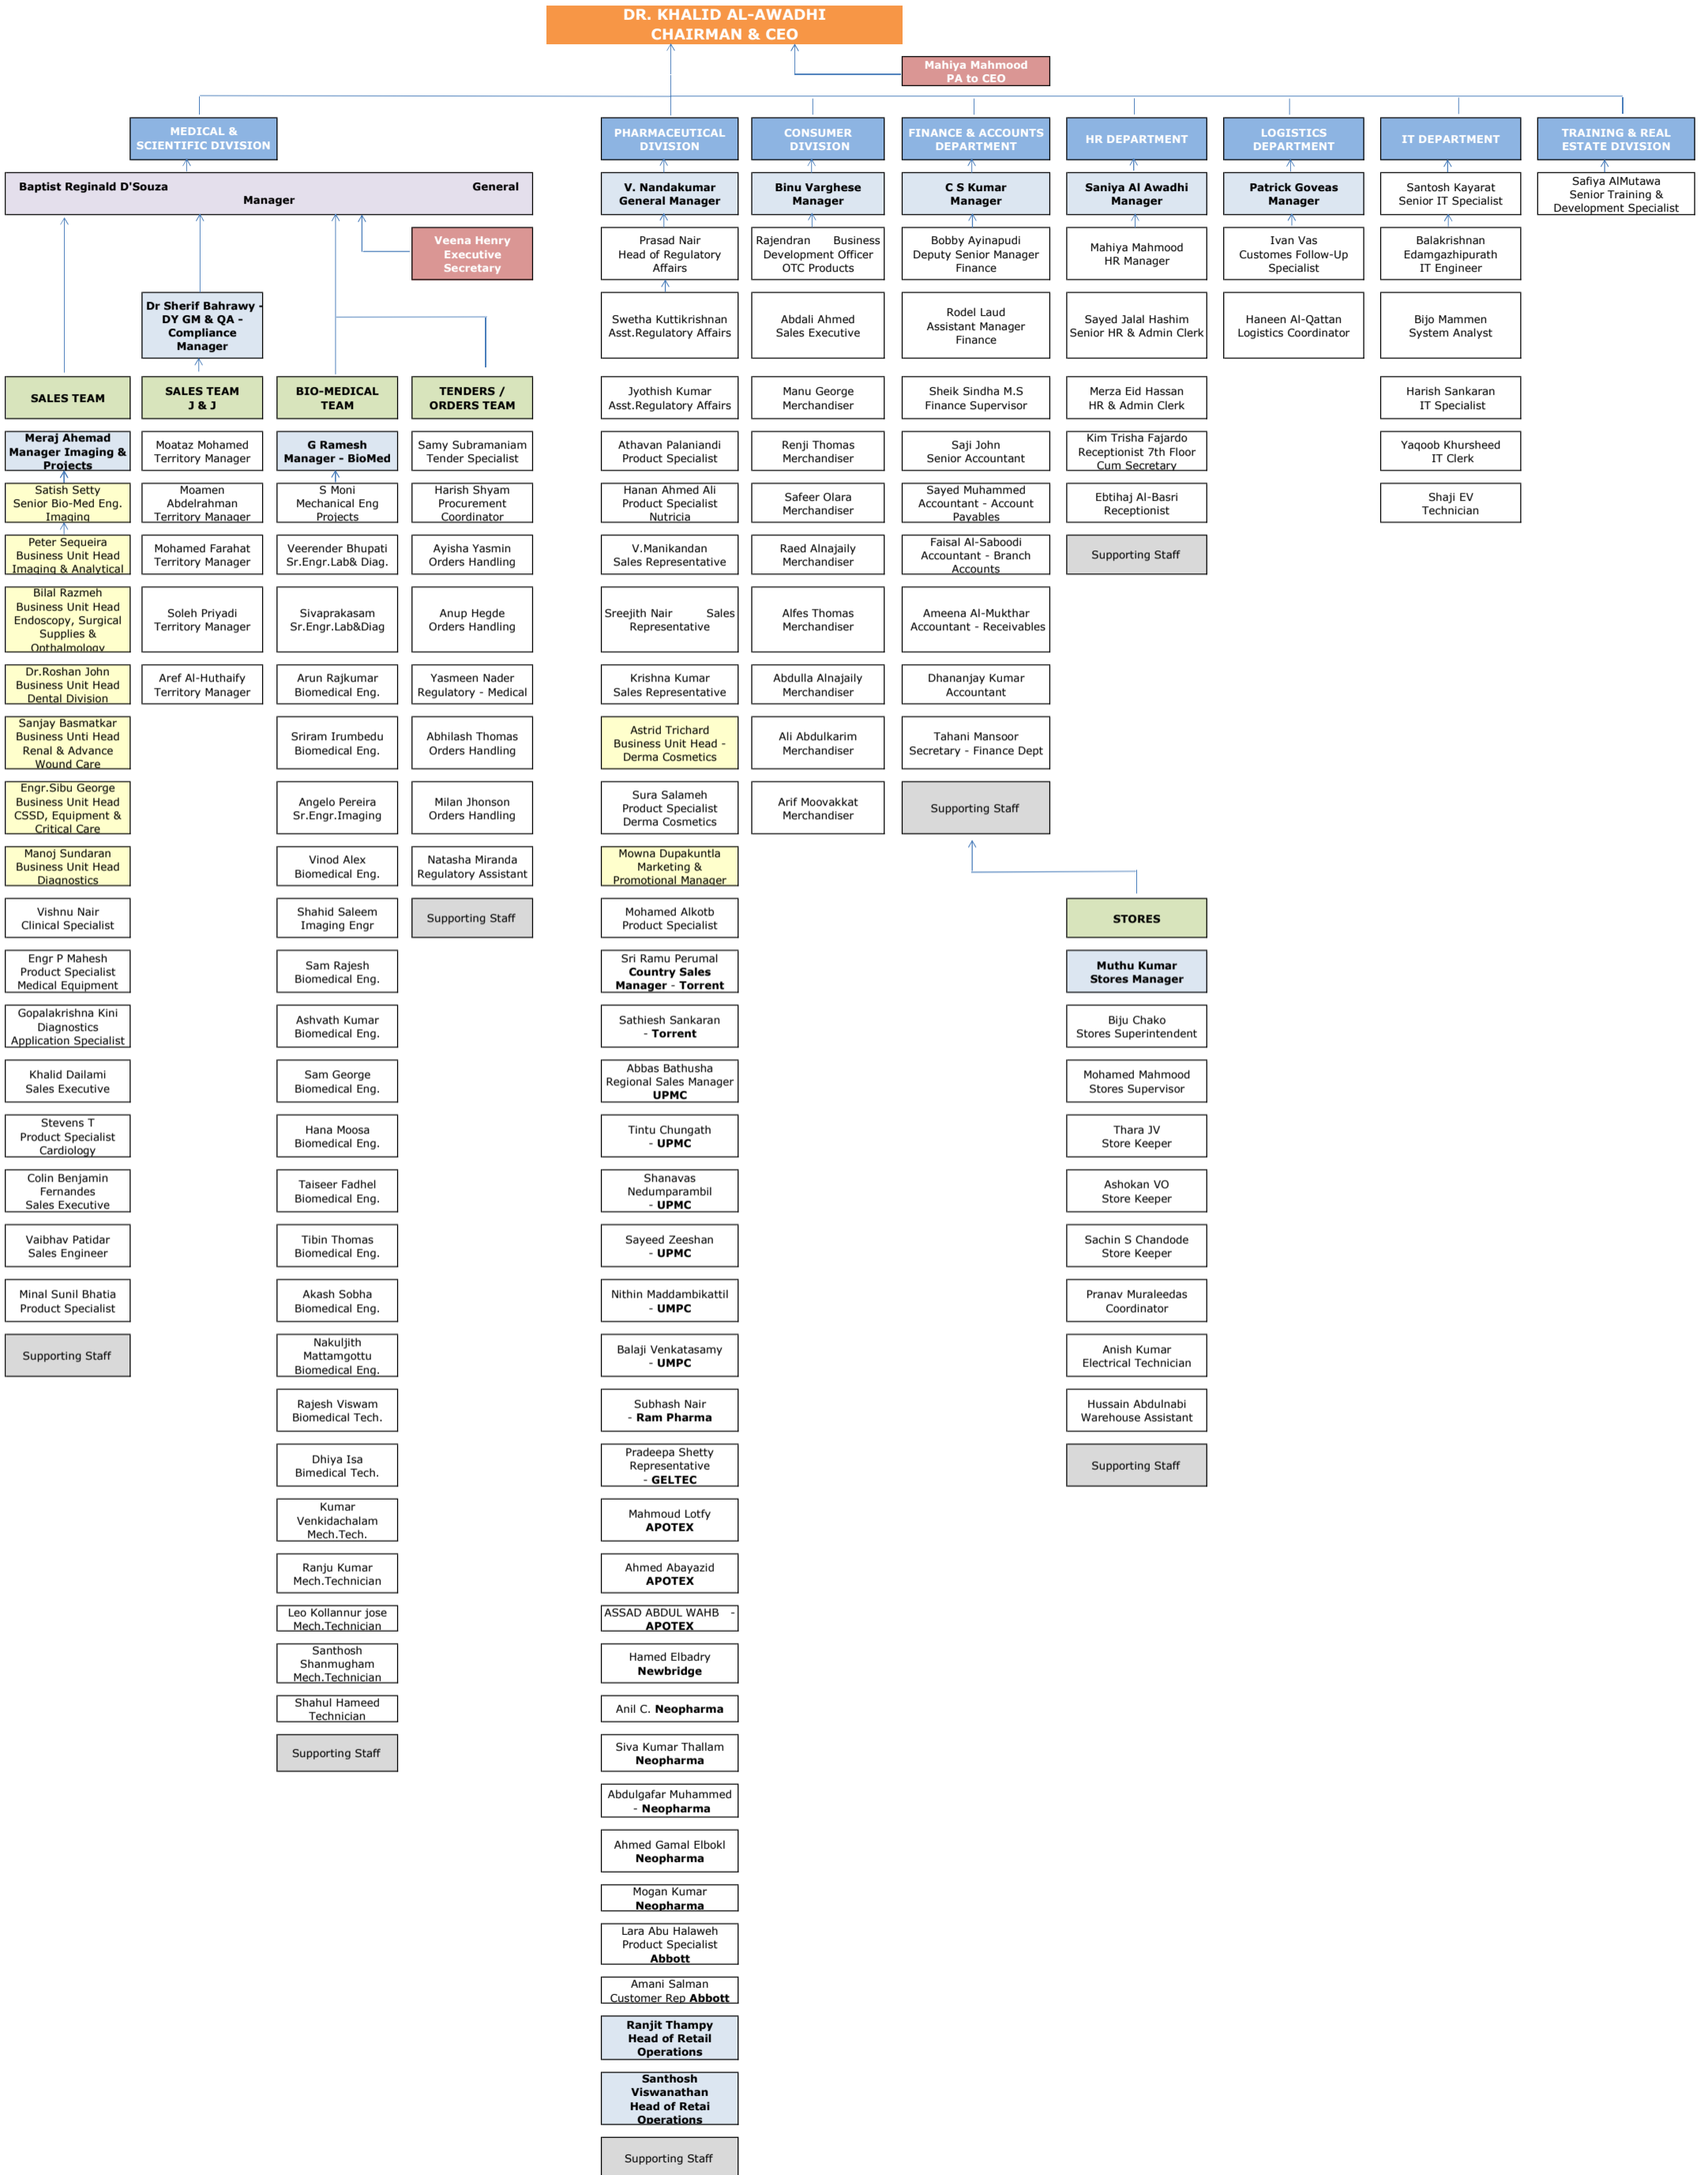 DR. KHALID AL-AWADHI
CHAIRMAN & CEO
Mahiya Mahmood
PA to CEO
MEDICAL &
SCIENTIFIC DIVISION
Baptist Reginald D'Souza General
Manager
Veena Henry
Executive
Secretary
Dr Sherif Bahrawy -
DY GM & QA -
Compliance
Manager
SALES TEAM
Meraj Ahemad
Manager Imaging &
Projects
Satish Setty
Senior Bio-Med Eng.
Imaging
Peter Sequeira
Business Unit Head
Imaging & Analytical
Bilal Razmeh
Business Unit Head
Endoscopy, Surgical
Supplies &
Opthalmology
Dr.Roshan John
Business Unit Head
Dental Division
Sanjay Basmatkar
Business Unti Head
Renal & Advance
Wound Care
Engr.Sibu George
Business Unit Head
CSSD, Equipment &
Critical Care
Manoj Sundaran
Business Unit Head
Diagnostics
Vishnu Nair
Clinical Specialist
Engr P Mahesh
Product Specialist
Medical Equipment
Gopalakrishna Kini
Diagnostics
Application Specialist
Khalid Dailami
Sales Executive
Stevens T
Product Specialist
Cardiology
Colin Benjamin
Fernandes
Sales Executive
Vaibhav Patidar
Sales Engineer
Minal Sunil Bhatia
Product Specialist
Supporting Staff
SALES TEAM
J & J
Moataz Mohamed
Territory Manager
Moamen
Abdelrahman
Territory Manager
Mohamed Farahat
Territory Manager
Soleh Priyadi
Territory Manager
Aref Al-Huthaify
Territory Manager
BIO-MEDICAL
TEAM
G Ramesh
Manager - BioMed
S Moni
Mechanical Eng
Projects
Veerender Bhupati
Sr.Engr.Lab& Diag.
Sivaprakasam
Sr.Engr.Lab&Diag
Arun Rajkumar
Biomedical Eng.
Sriram Irumbedu
Biomedical Eng.
Angelo Pereira
Sr.Engr.Imaging
Vinod Alex
Biomedical Eng.
Shahid Saleem
Imaging Engr
Sam Rajesh
Biomedical Eng.
Ashvath Kumar
Biomedical Eng.
Sam George
Biomedical Eng.
Hana Moosa
Biomedical Eng.
Taiseer Fadhel
Biomedical Eng.
Tibin Thomas
Biomedical Eng.
Akash Sobha
Biomedical Eng.
Nakuljith
Mattamgottu
Biomedical Eng.
Rajesh Viswam
Biomedical Tech.
Dhiya Isa
Bimedical Tech.
Kumar
Venkidachalam
Mech.Tech.
Ranju Kumar
Mech.Technician
Leo Kollannur jose
Mech.Technician
Santhosh
Shanmugham
Mech.Technician
Shahul Hameed
Technician
Supporting Staff
TENDERS /
ORDERS TEAM
Samy Subramaniam
Tender Specialist
Harish Shyam
Procurement
Coordinator
Ayisha Yasmin
Orders Handling
Anup Hegde
Orders Handling
Yasmeen Nader
Regulatory - Medical
Abhilash Thomas
Orders Handling
Milan Jhonson
Orders Handling
Natasha Miranda
Regulatory Assistant
Supporting Staff
PHARMACEUTICAL
DIVISION
V. Nandakumar
General Manager
Prasad Nair
Head of Regulatory
Affairs
Swetha Kuttikrishnan
Asst.Regulatory Affairs
Jyothish Kumar
Asst.Regulatory Affairs
Athavan Palaniandi
Product Specialist
Hanan Ahmed Ali
Product Specialist
Nutricia
V.Manikandan
Sales Representative
Sreejith Nair Sales
Representative
Krishna Kumar
Sales Representative
Astrid Trichard
Business Unit Head -
Derma Cosmetics
Sura Salameh
Product Specialist
Derma Cosmetics
Mowna Dupakuntla
Marketing &
Promotional Manager
Mohamed Alkotb
Product Specialist
Sri Ramu Perumal
Country Sales
Manager - Torrent
Sathiesh Sankaran
- Torrent
Abbas Bathusha
Regional Sales Manager
UPMC
Tintu Chungath
- UPMC
Shanavas
Nedumparambil
- UPMC
Sayeed Zeeshan
- UPMC
Nithin Maddambikattil
- UMPC
Balaji Venkatasamy
- UMPC
Subhash Nair
- Ram Pharma
Pradeepa Shetty
Representative
- GELTEC
Mahmoud Lotfy
APOTEX
Ahmed Abayazid
APOTEX
ASSAD ABDUL WAHB -
APOTEX
Hamed Elbadry
Newbridge
Anil C. Neopharma
Siva Kumar Thallam
Neopharma
Abdulgafar Muhammed
- Neopharma
Ahmed Gamal Elbokl
Neopharma
Mogan Kumar
Neopharma
Lara Abu Halaweh
Product Specialist
Abbott
Amani Salman
Customer Rep Abbott
Ranjit Thampy
Head of Retail
Operations
Santhosh
Viswanathan
Head of Retai
Operations
Supporting Staff
CONSUMER
DIVISION
Binu Varghese
Manager
Rajendran Business
Development Officer
OTC Products
Abdali Ahmed
Sales Executive
Manu George
Merchandiser
Renji Thomas
Merchandiser
Safeer Olara
Merchandiser
Raed Alnajaily
Merchandiser
Alfes Thomas
Merchandiser
Abdulla Alnajaily
Merchandiser
Ali Abdulkarim
Merchandiser
Arif Moovakkat
Merchandiser
FINANCE & ACCOUNTS
DEPARTMENT
C S Kumar
Manager
Bobby Ayinapudi
Deputy Senior Manager
Finance
Rodel Laud
Assistant Manager
Finance
Sheik Sindha M.S
Finance Supervisor
Saji John
Senior Accountant
Sayed Muhammed
Accountant - Account
Payables
Faisal Al-Saboodi
Accountant - Branch
Accounts
Ameena Al-Mukthar
Accountant - Receivables
Dhananjay Kumar
Accountant
Tahani Mansoor
Secretary - Finance Dept
Supporting Staff
HR DEPARTMENT
Saniya Al Awadhi
Manager
Mahiya Mahmood
HR Manager
Sayed Jalal Hashim
Senior HR & Admin Clerk
Merza Eid Hassan
HR & Admin Clerk
Kim Trisha Fajardo
Receptionist 7th Floor
Cum Secretary
Ebtihaj Al-Basri
Receptionist
Supporting Staff
STORES
Muthu Kumar
Stores Manager
Biju Chako
Stores Superintendent
Mohamed Mahmood
Stores Supervisor
Thara JV
Store Keeper
Ashokan VO
Store Keeper
Sachin S Chandode
Store Keeper
Pranav Muraleedas
Coordinator
Anish Kumar
Electrical Technician
Hussain Abdulnabi
Warehouse Assistant
Supporting Staff
LOGISTICS
DEPARTMENT
Patrick Goveas
Manager
Ivan Vas
Customes Follow-Up
Specialist
Haneen Al-Qattan
Logistics Coordinator
IT DEPARTMENT
Santosh Kayarat
Senior IT Specialist
Balakrishnan
Edamgazhipurath
IT Engineer
Bijo Mammen
System Analyst
Harish Sankaran
IT Specialist
Yaqoob Khursheed
IT Clerk
Shaji EV
Technician
TRAINING & REAL
ESTATE DIVISION
Safiya AlMutawa
Senior Training &
Development Specialist